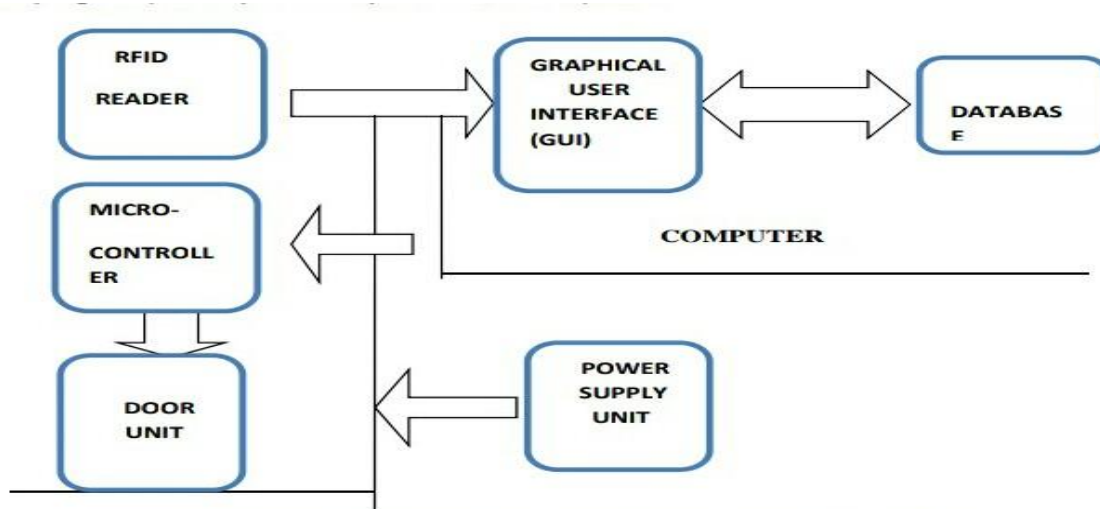 RFID
READER
GRAPHICAL
USER
INTERFACE
(GUI)
DATABAS
E
MICRO-
CONTROLL
ER
COMPUTER
DOOR
UNIT
POWER
SUPPLY
UNIT